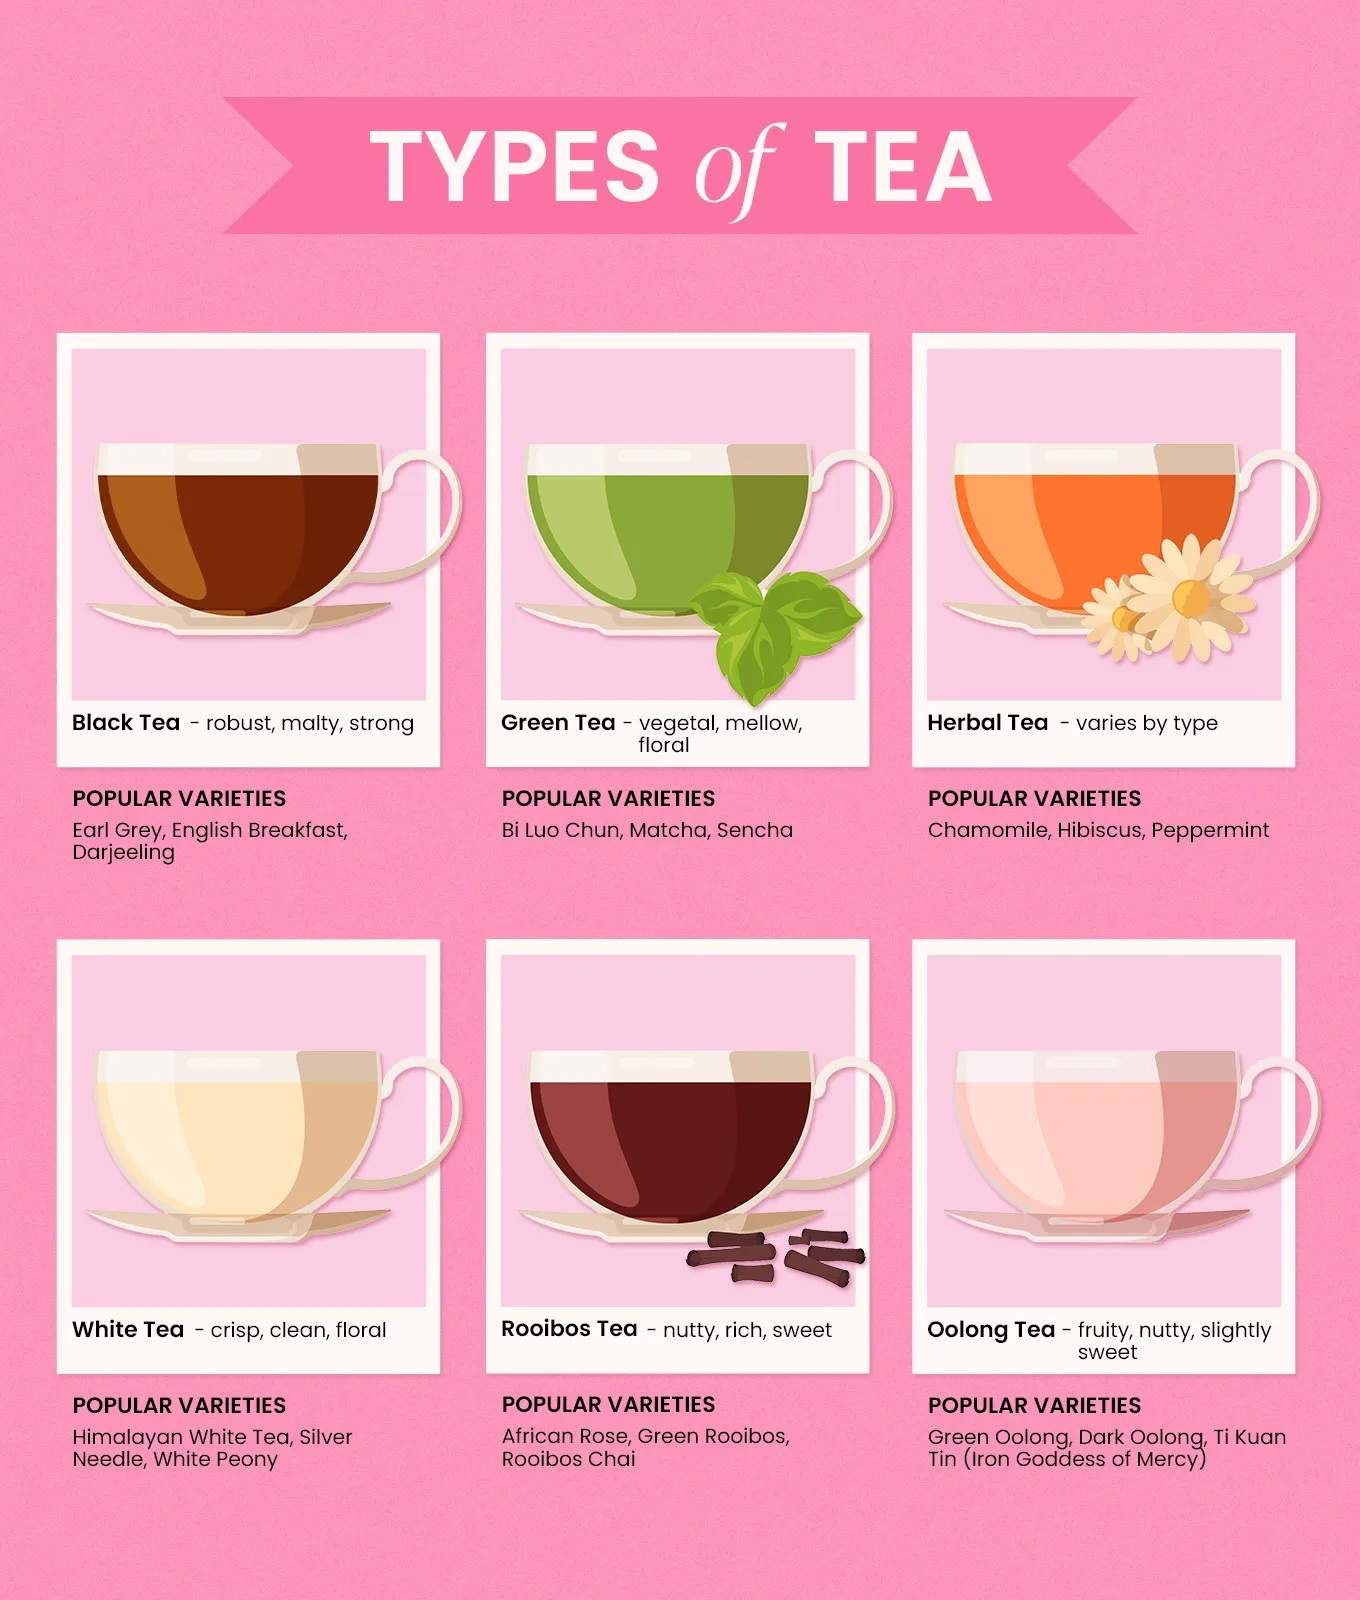 TYPES of TEA
Black Tea - robust, malty, strong
POPULAR VARIETIES
Earl Grey, English Breakfast,
Darjeeling
Green Tea - vegetal, mellow,
floral
POPULAR VARIETIES
Bi Luo Chun, Matcha, Sencha
Herbal Tea - varies by type
POPULAR VARIETIES
Chamomile, Hibiscus, Peppermint
White Tea - crisp, clean, floral
POPULAR VARIETIES
Himalayan White Tea, Silver
Needle, White Peony
Rooibos Tea - nutty, rich, sweet
POPULAR VARIETIES
African Rose, Green Rooibos,
Rooibos Chai
Oolong Tea - fruity, nutty, slightly
sweet
POPULAR VARIETIES
Green Oolong, Dark Oolong, Ti Kuan
Tin (Iron Goddess of Mercy)